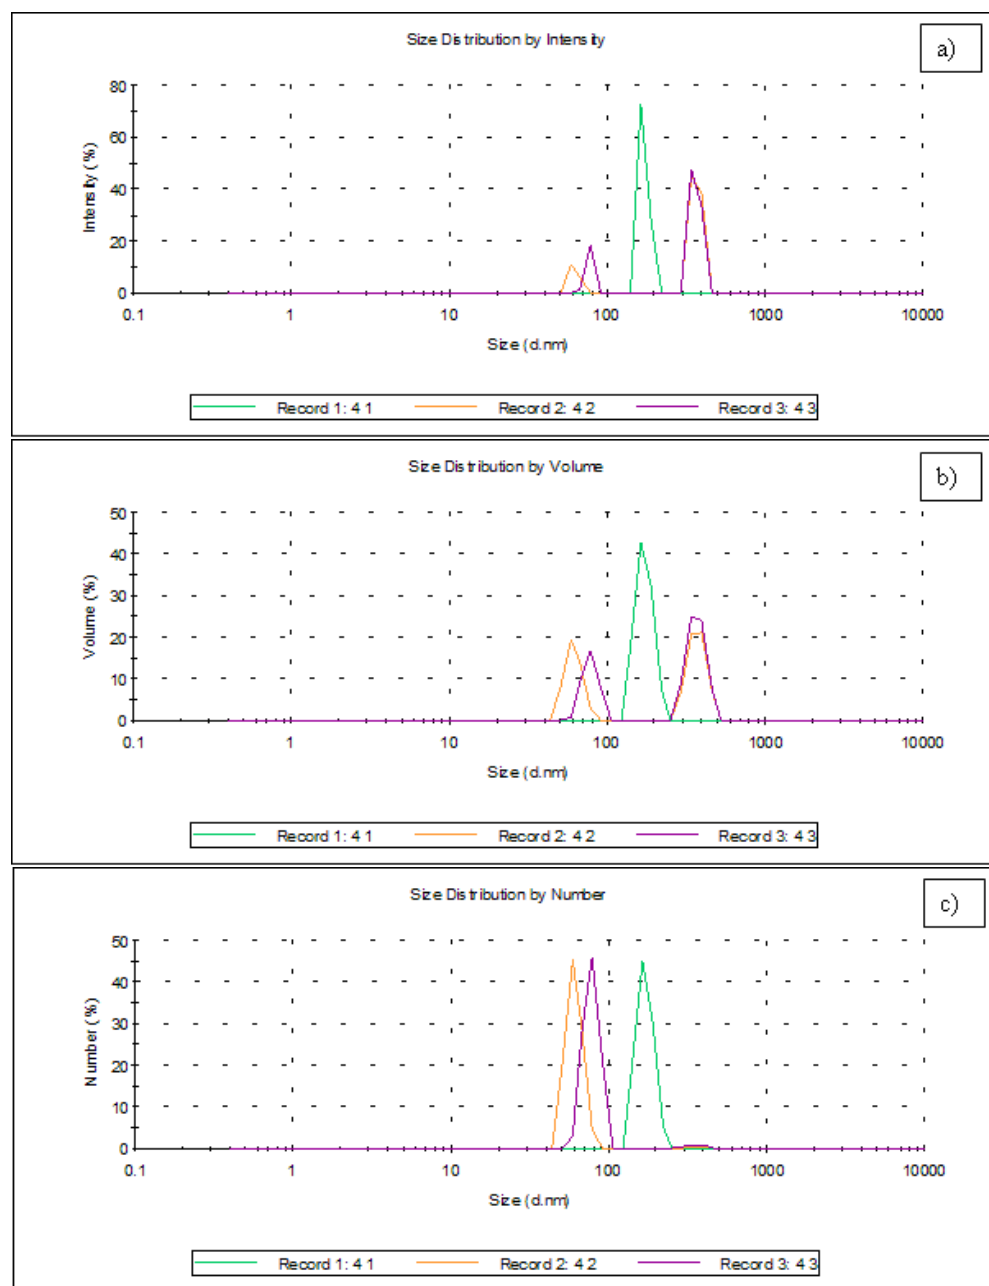 Size Distribution by Intensity
a)
80
60
40
20
0
Intensity (%)
0.1 1 10 100 1000 10000
Size (d.nm)
Record 1: 4 1 Record 2: 4 2 Record 3: 4 3
Size Distribution by Volume
b)
50
40
30
20
10
0
Volume (%)
0.1 1 10 100 1000 10000
Size (d.nm)
Record 1: 4 1 Record 2: 4 2 Record 3: 4 3
Size Distribution by Number
c)
50
40
30
20
10
0
Number (%)
0.1 1 10 100 1000 10000
Size (d.nm)
Record 1: 4 1 Record 2: 4 2 Record 3: 4 3